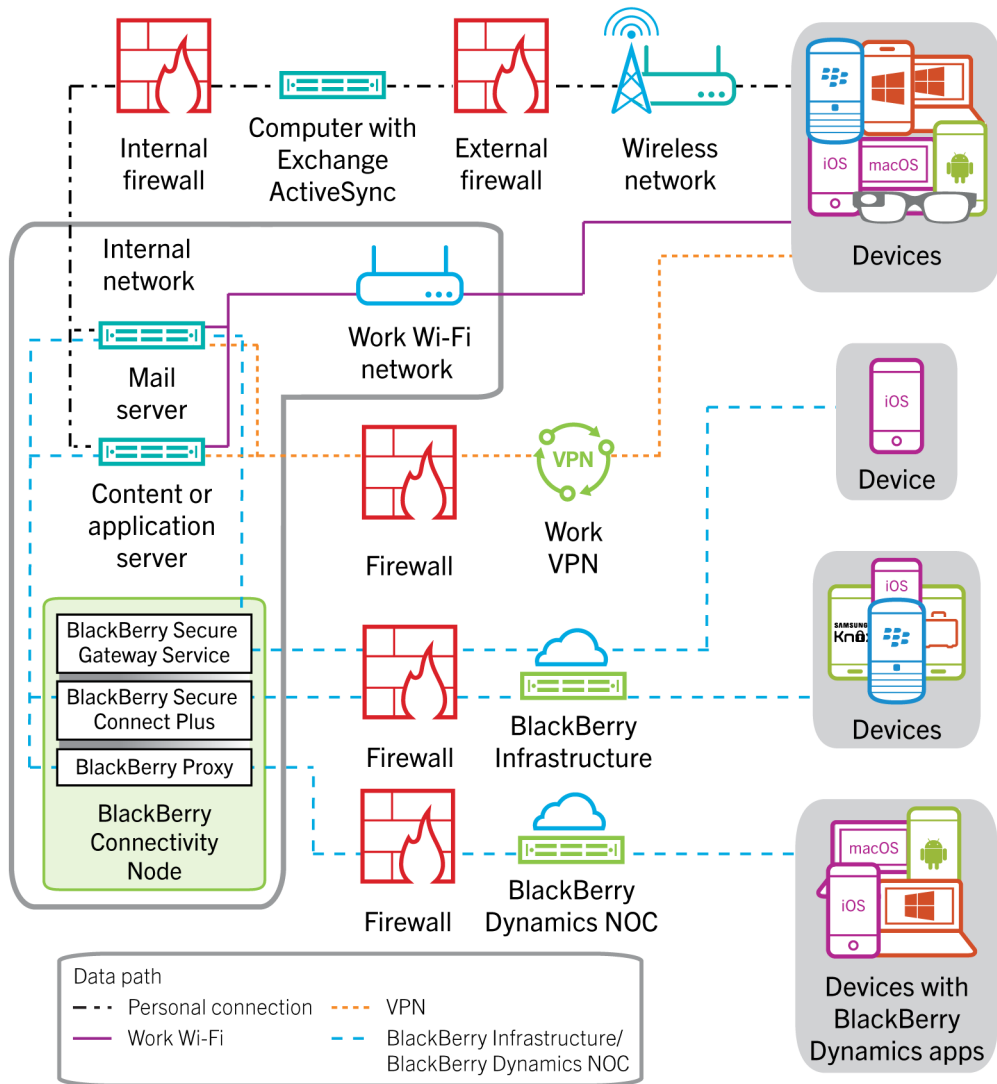 Internal
firewall
Computer with
Exchange
ActiveSync
External
firewall
Wireless
network
iOS
macOS
Devices
Internal
network
Work Wi-Fi
network
Mail
server
Content or
application
server
Firewall
VPN
Work
VPN
iOS
Device
BlackBerry Secure
Gateway Service
BlackBerry Secure
Connect Plus
BlackBerry Proxy
BlackBerry
Connectivity
Node
Firewall
BlackBerry
Infrastructure
iOS
SAMSUNG
Knox
Devices
Firewall
BlackBerry
Dynamics NOC
macOS
iOS
Devices with
BlackBerry
Dynamics apps
Data path
Personal connection
Work Wi-Fi
VPN
BlackBerry Infrastructure/
BlackBerry Dynamics NOC